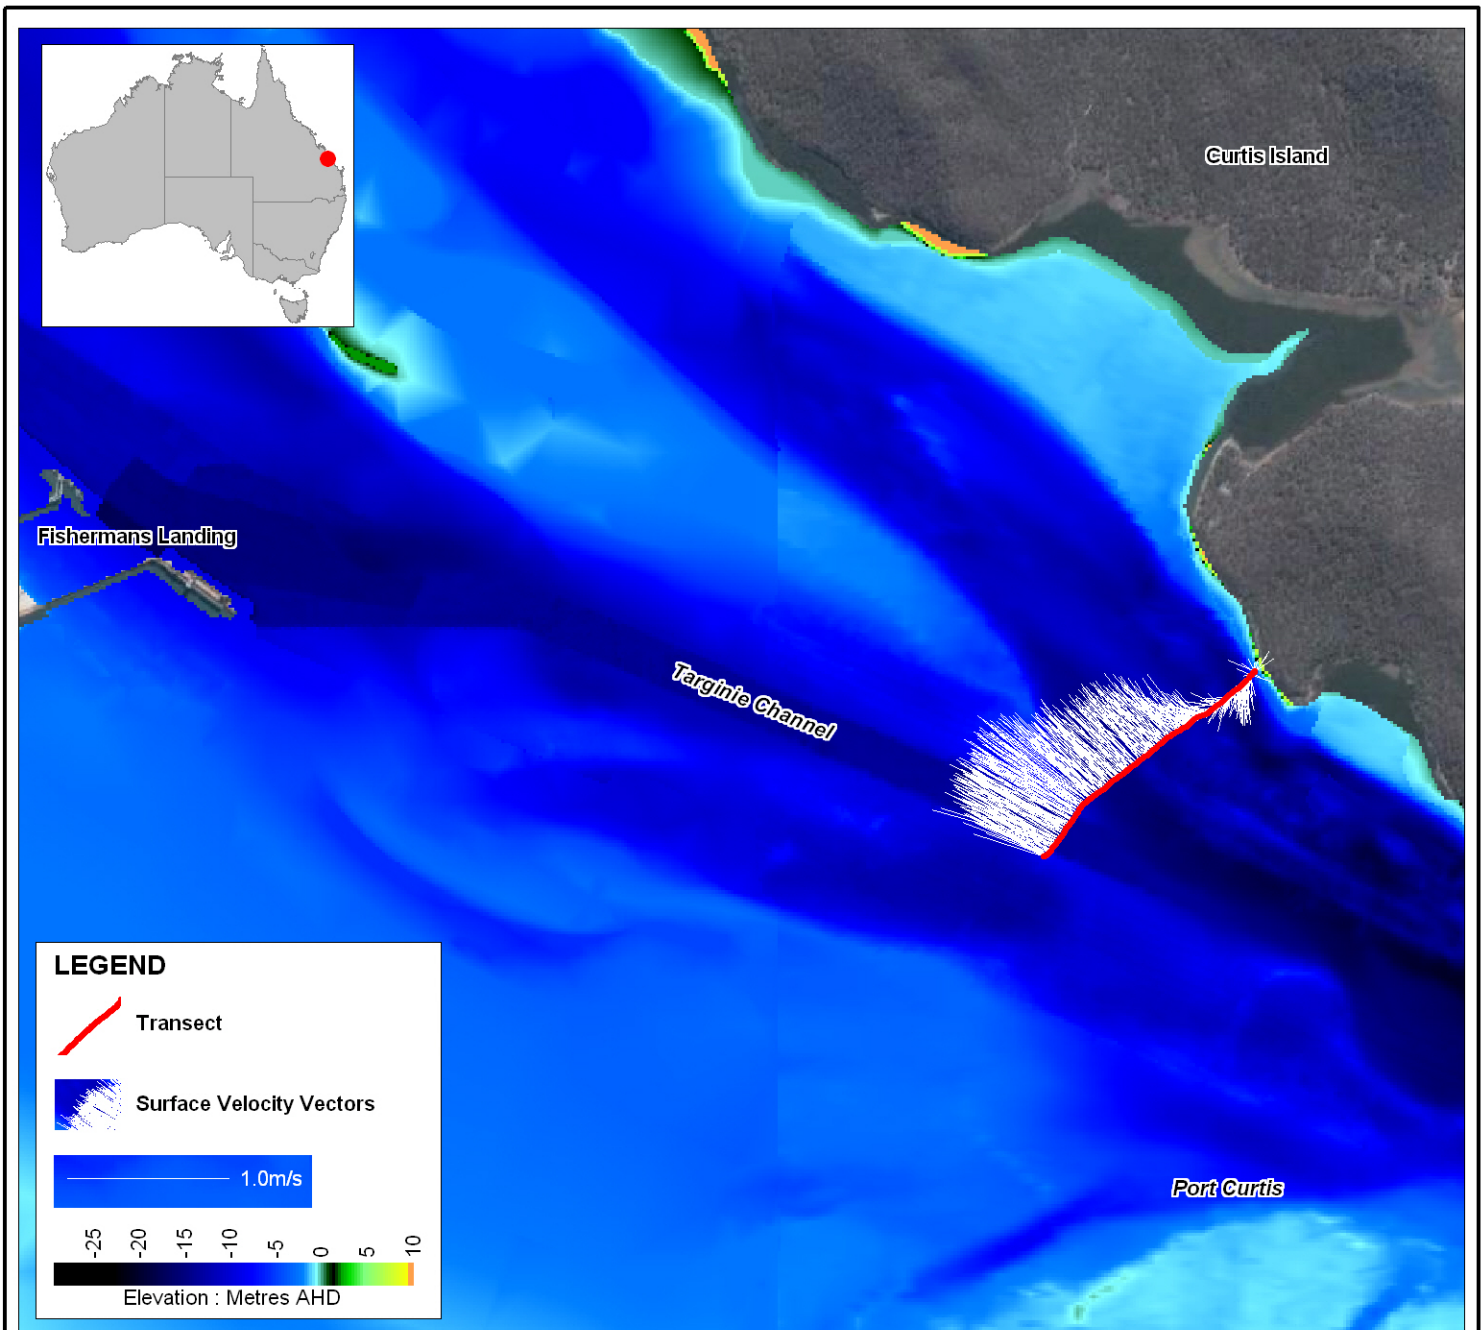 Curtis Island
Fishermans Landing
Targinie Channel
Port Curtis
LEGEND
Transect
Surface Velocity Vectors
1.0m/s
-25 -20 -15 -10 -5 0 5 10
Elevation : Metres AHD